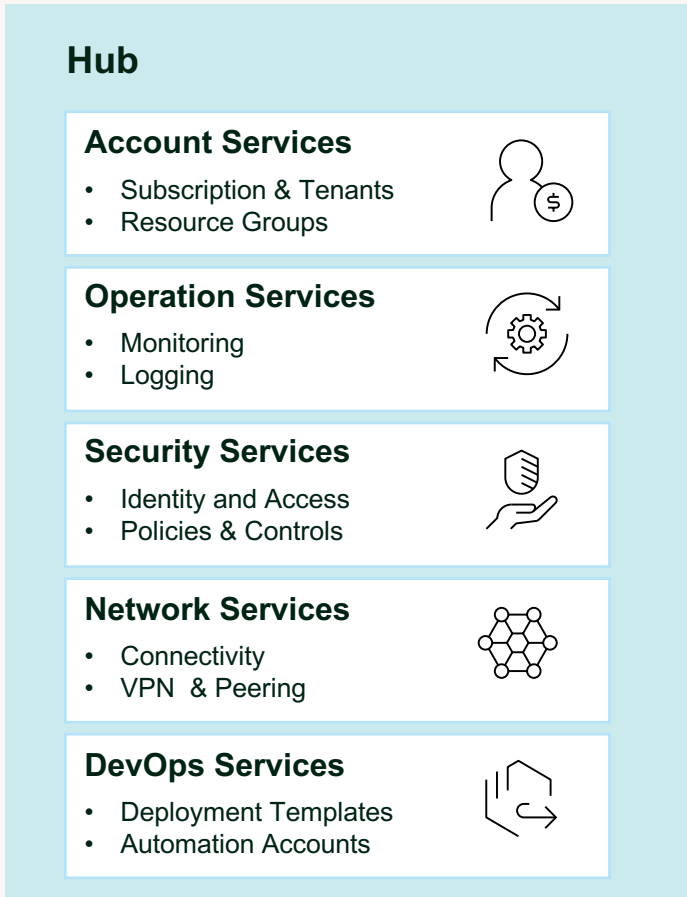 Hub
Account Services
• Subscription & Tenants
• Resource Groups
$
Operation Services
• Monitoring
• Logging
Security Services
• Identity and Access
• Policies & Controls
Network Services
• Connectivity
• VPN & Peering
DevOps Services
• Deployment Templates
• Automation Accounts